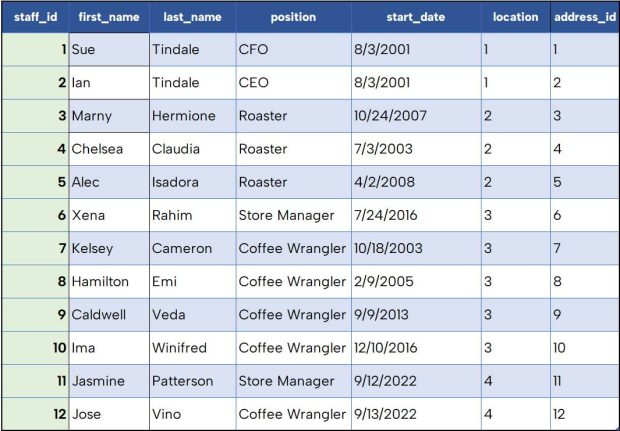 staff_id first_name last_name position start_date location address_id
1 Sue Tindale CFO 8/3/2001 1 1
2 Ian Tindale CEO 8/3/2001 1 2
3 Marny Hermione Roaster 10/24/2007 2 3
4 Chelsea Claudia Roaster 7/3/2003 2 4
5 Alec Isadora Roaster 4/2/2008 2 5
6 Xena Rahim Store Manager 7/24/2016 3 6
7 Kelsey Cameron Coffee Wrangler 10/18/2003 3 7
8 Hamilton Emi Coffee Wrangler 2/9/2005 3 8
9 Caldwell Veda Coffee Wrangler 9/9/2013 3 9
10 Ima Winifred Coffee Wrangler 12/10/2016 3 10
11 Jasmine Patterson Store Manager 9/12/2022 4 11
12 Jose Vino Coffee Wrangler 9/13/2022 4 12